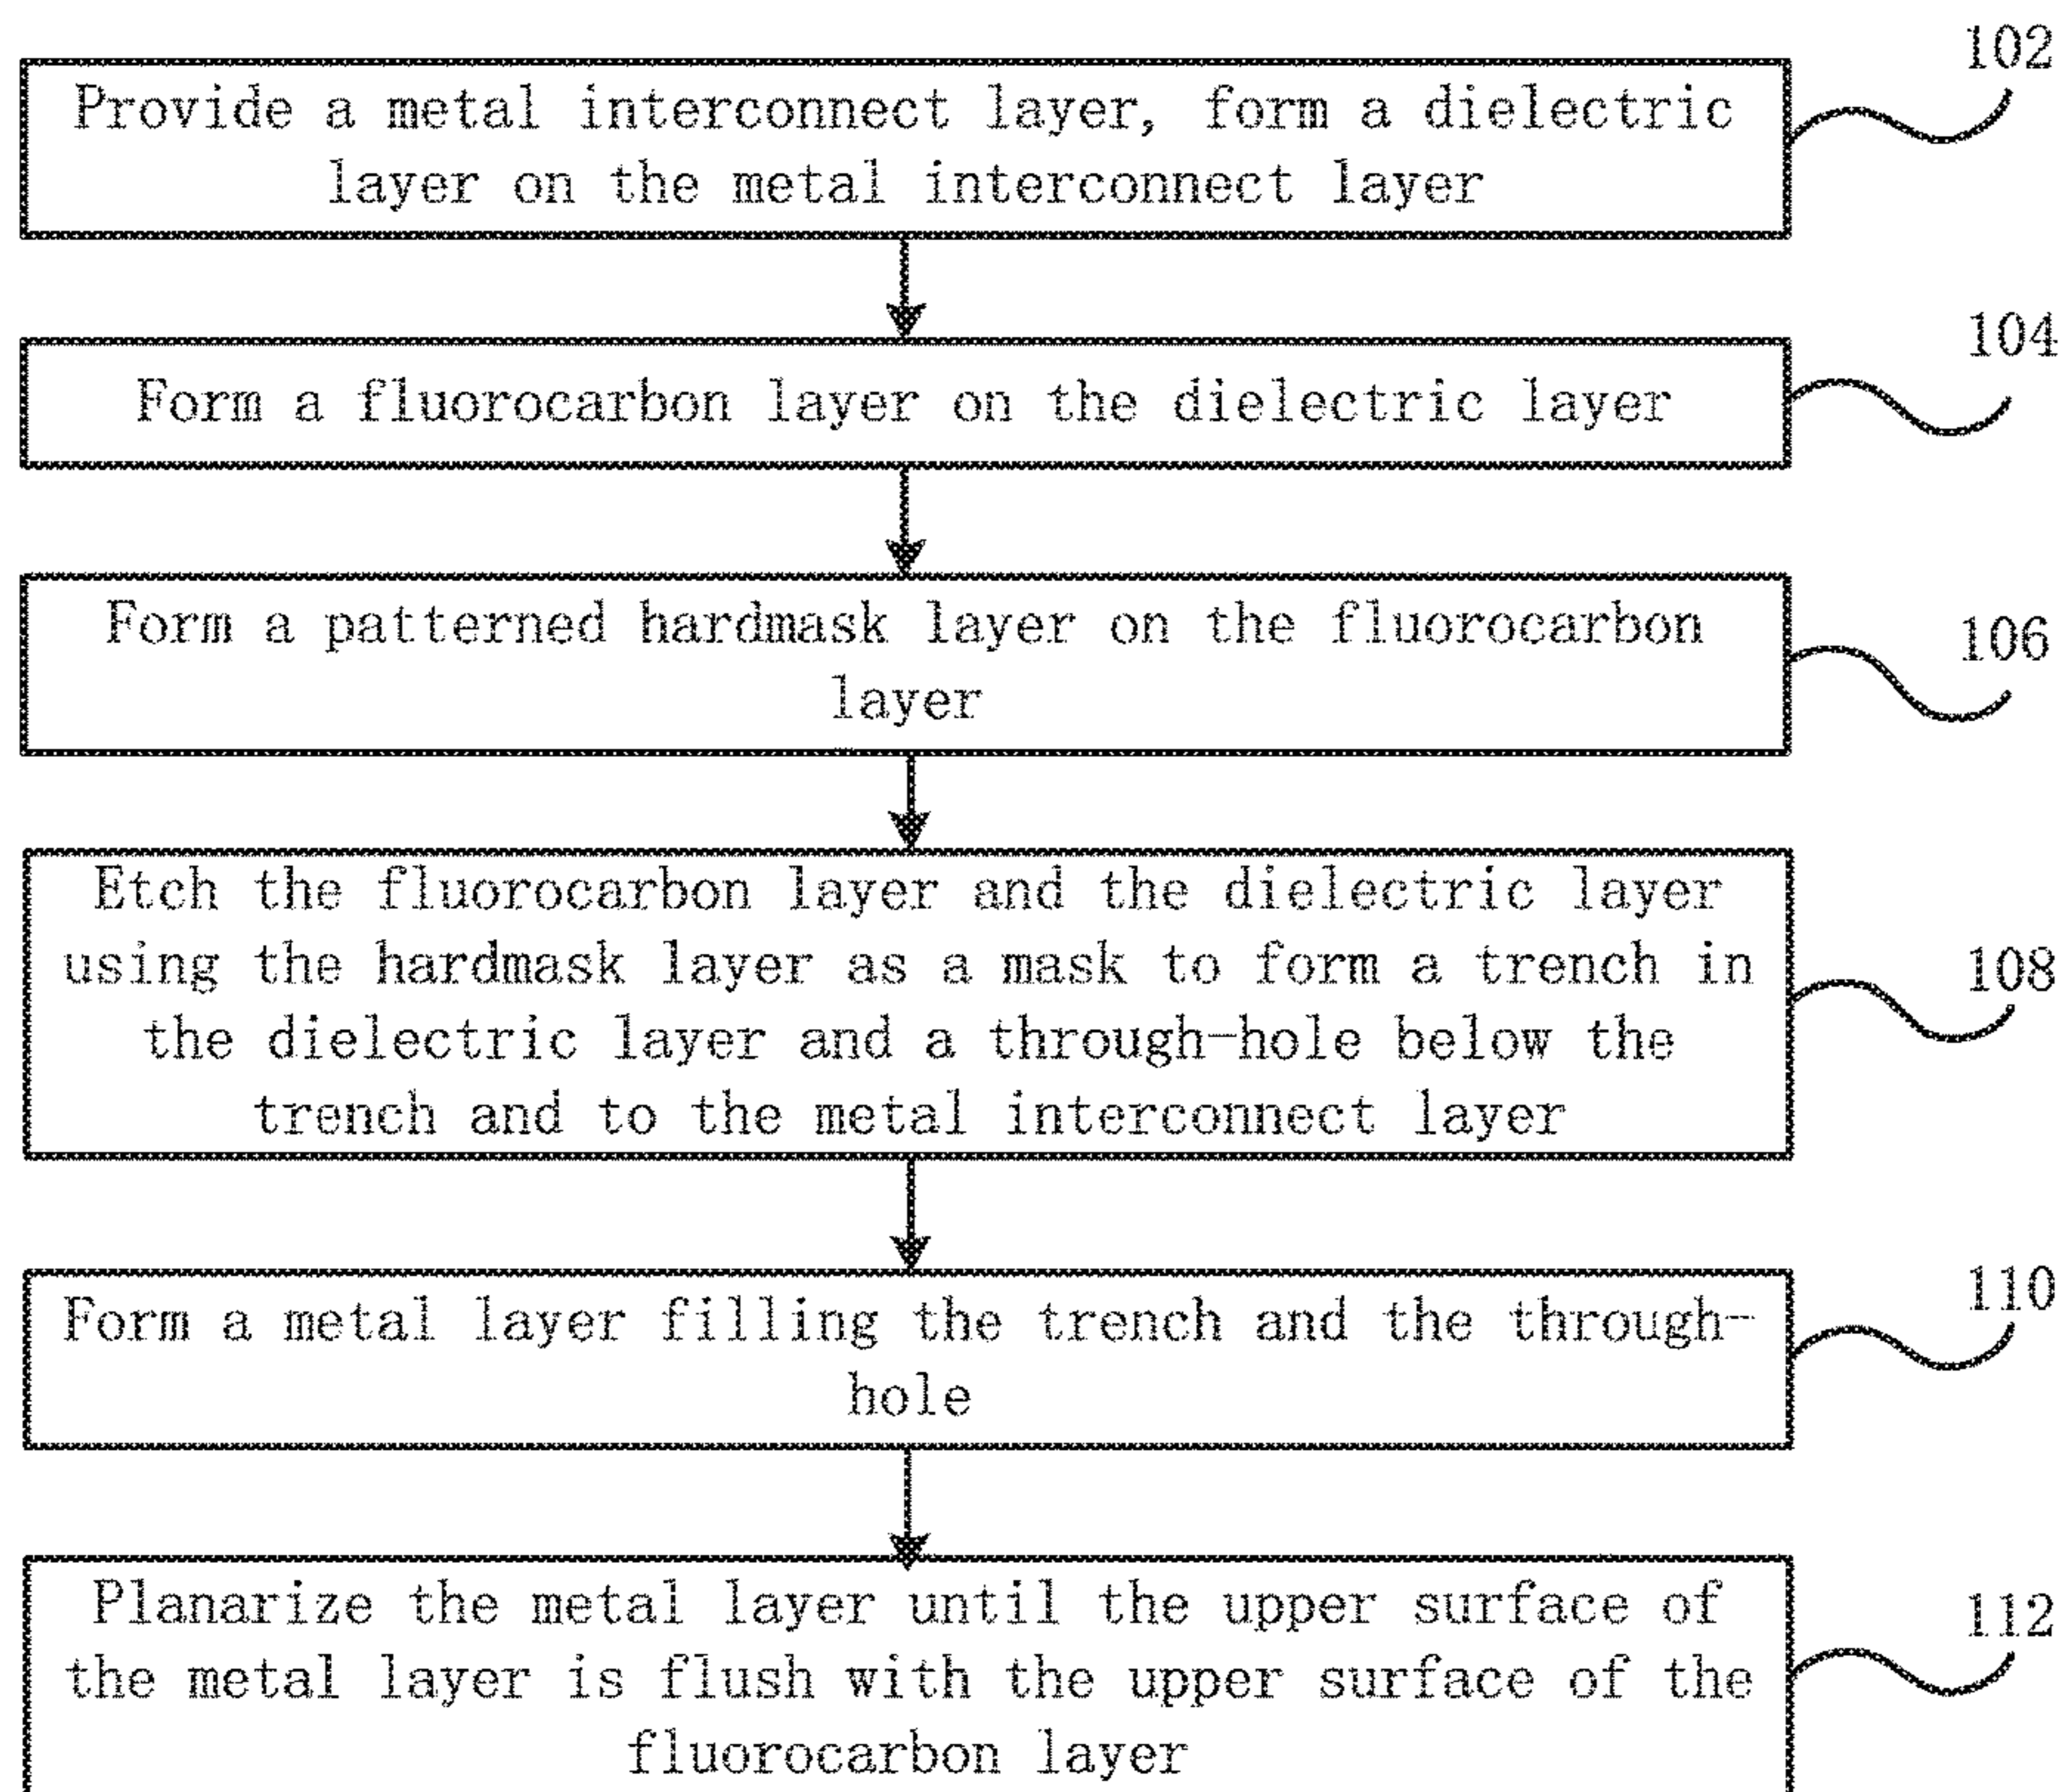 102
Provide a metal interconnect layer, form a dielectric
layer on the metal interconnect layer
104
Form a fluorocarbon layer on the dielectric layer
Form a patterned hardmask layer on the fluorocarbon
layer
106
Etch the fluorocarbon layer and the dielectric layer
using the hardmask layer as a mask to form a trench in
the dielectric layer and a through-hole below the
trench and to the metal interconnect layer
108
Form a metal layer filling the trench and the through-
hole
110
Planarize the metal layer until the upper surface of
the metal layer is flush with the upper surface of the
fluorocarbon layer
112